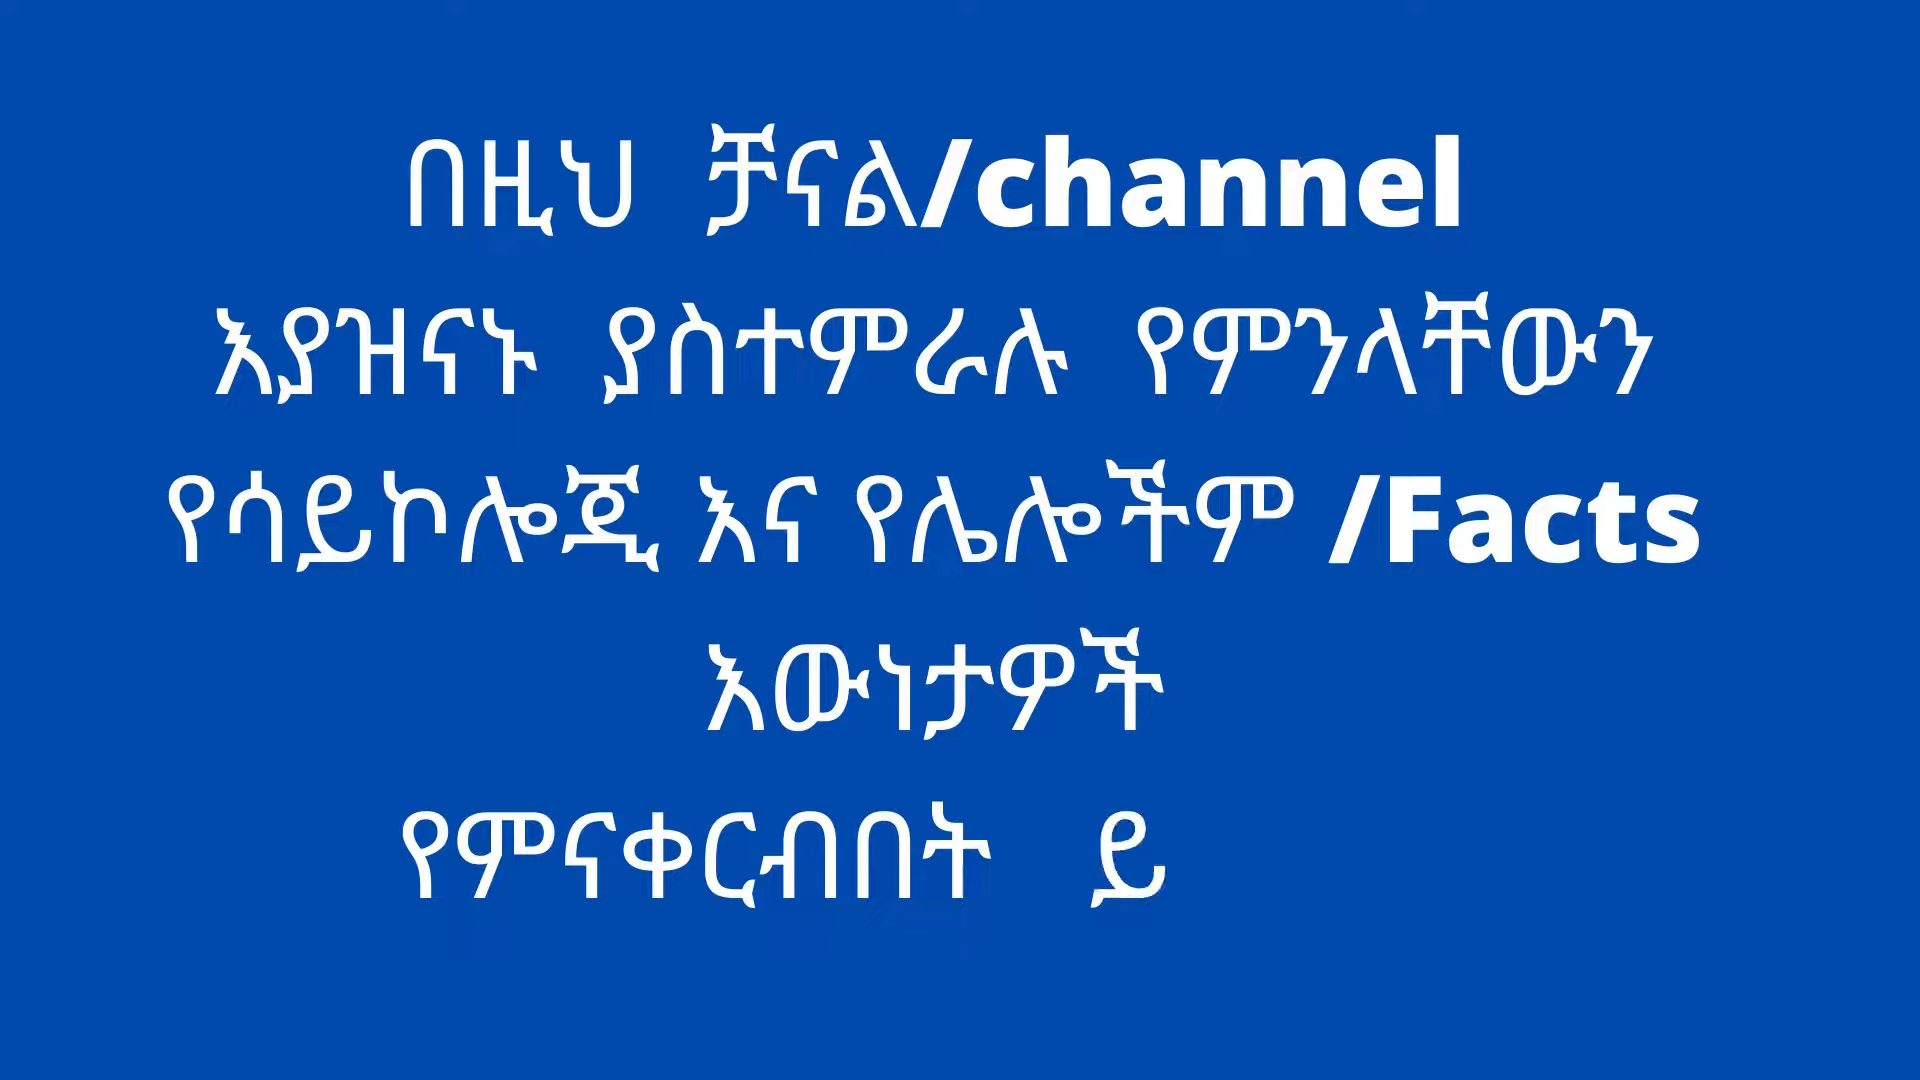 በዚህ ቻናል/channel
እያዝናኑ ያስተምራሉ የምንላቸውን
የሳይኮሎጂ እና የሌሎችም /Facts
እውነታዎች
የምናቀርብበት ይ